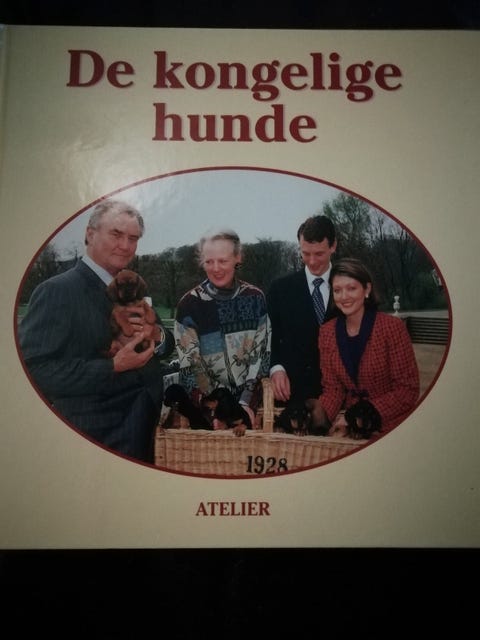 De kongelige
hunde
1928
ATELIER